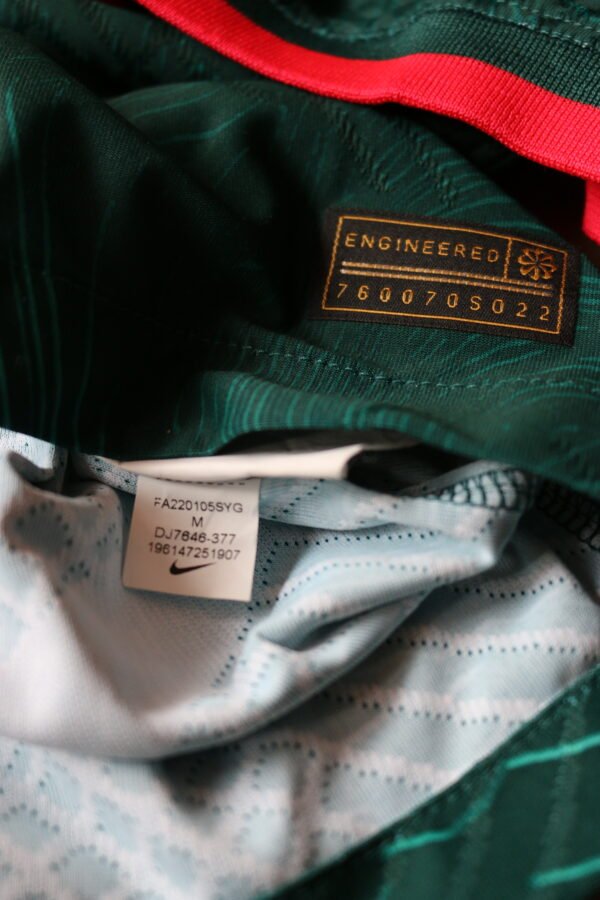 ENGINEERED
760070S022
FA220105SYG
M
DJ7646-377
196147251907